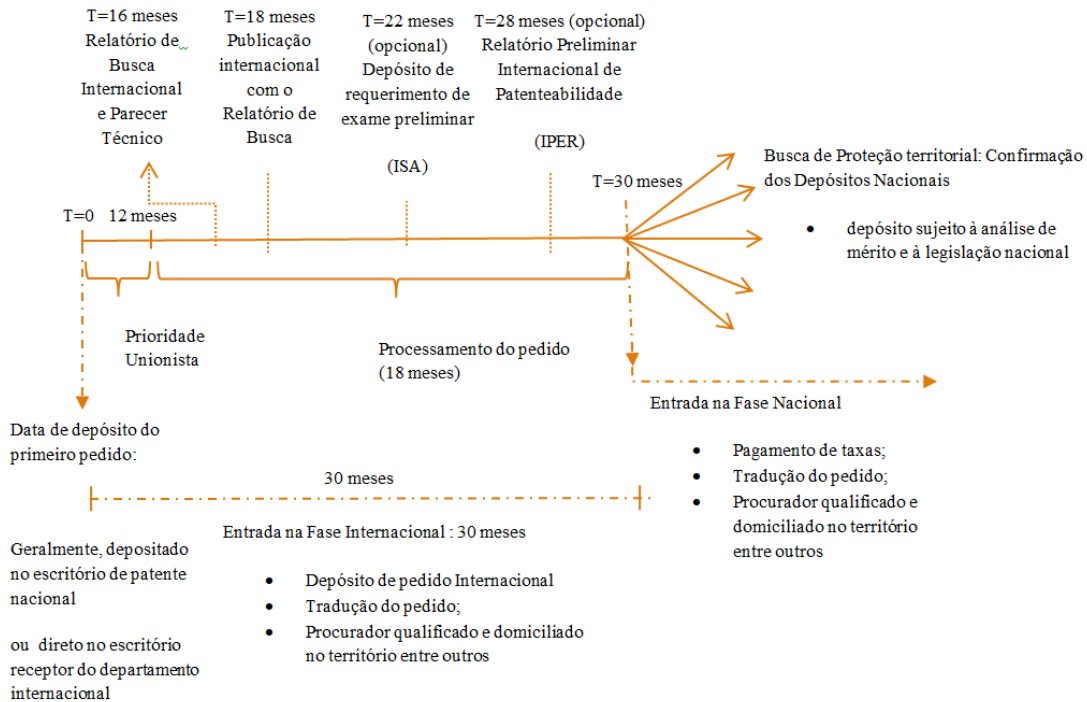 T=16 meses
Relatório de
Busca
Internacional
e Parecer
Técnico
T=18 meses
Publicação
internacional
com o
Relatório de
Busca
T=22 meses
(opcional)
Depósito de
requerimento de
exame preliminar
(ISA)
T=28 meses (opcional)
Relatório Preliminar
Internacional de
Patenteabilidade
(IPER)
T=30 meses
Busca de Proteção territorial: Confirmação
dos Depósitos Nacionais
• depósito sujeito à análise de
mérito e à legislação nacional
T=0 12 meses
Prioridade
Unionista
Processamento do pedido
(18 meses)
Entrada na Fase Nacional
• Pagamento de taxas;
• Tradução do pedido;
• Procurador qualificado e
domiciliado no território
entre outros
Data de depósito do
primeiro pedido:
30 meses
Entrada na Fase Internacional : 30 meses
• Depósito de pedido Internacional
• Tradução do pedido;
• Procurador qualificado e domiciliado
no território entre outros
Geralmente, depositado
no escritório de patente
nacional
ou direto no escritório
receptor do departamento
internacional